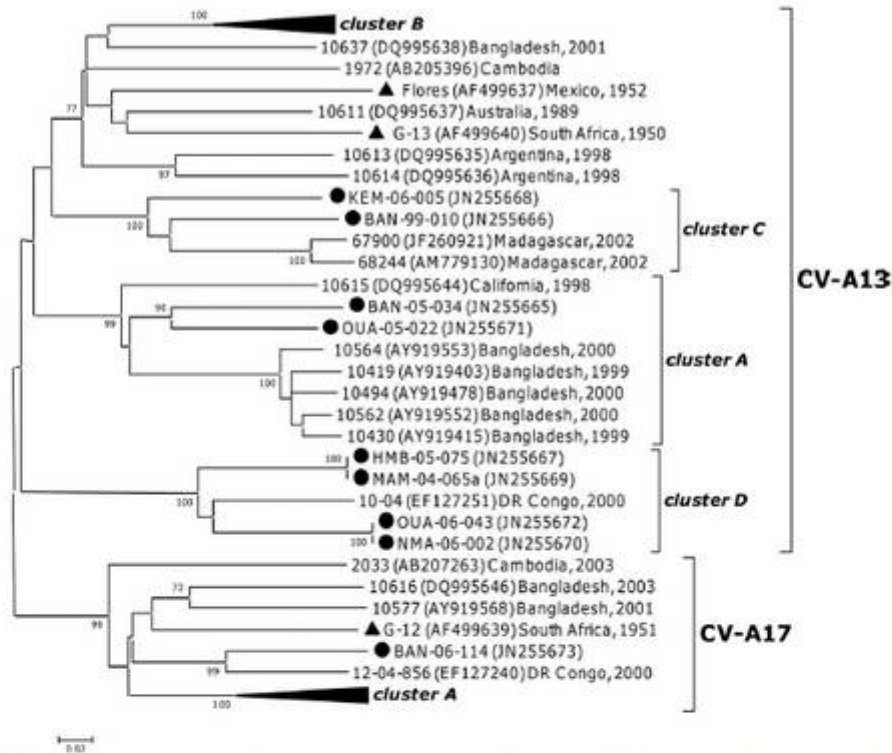 100
cluster B
10637 (DQ995638) Bangladesh, 2001
1972 (AB205396) Cambodia
77
Flores (AF499637) Mexico, 1952
10611 (DQ995637) Australia, 1989
G-13 (AF499640) South Africa, 1950
10613 (DQ995635) Argentina, 1998
97
10614 (DQ995636) Argentina, 1998
KEM-06-005 (JN255668)
100
BAN-99-010 (JN255666)
cluster C
67900 (JF260921) Madagascar, 2002
100
68244 (AM779130) Madagascar, 2002
CV-A13
10615 (DQ995644) California, 1998
99
90
BAN-05-034 (JN255665)
OUA-05-022 (JN255671)
10564 (AY919553) Bangladesh, 2000
cluster A
100
10419 (AY919403) Bangladesh, 1999
10494 (AY919478) Bangladesh, 2000
10562 (AY919552) Bangladesh, 2000
10430 (AY919415) Bangladesh, 1999
100
HMB-05-075 (JN255667)
MAM-04-065a (JN255669)
100
10-04 (EF127251) DR Congo, 2000
cluster D
OUA-06-043 (JN255672)
100
NMA-06-002 (JN255670)
2033 (AB207263) Cambodia, 2003
72
10616 (DQ995646) Bangladesh, 2003
10577 (AY919568) Bangladesh, 2001
99
G-12 (AF499639) South Africa, 1951
CV-A17
BAN-06-114 (JN255673)
99
12-04-856 (EF127240) DR Congo, 2000
100
cluster A